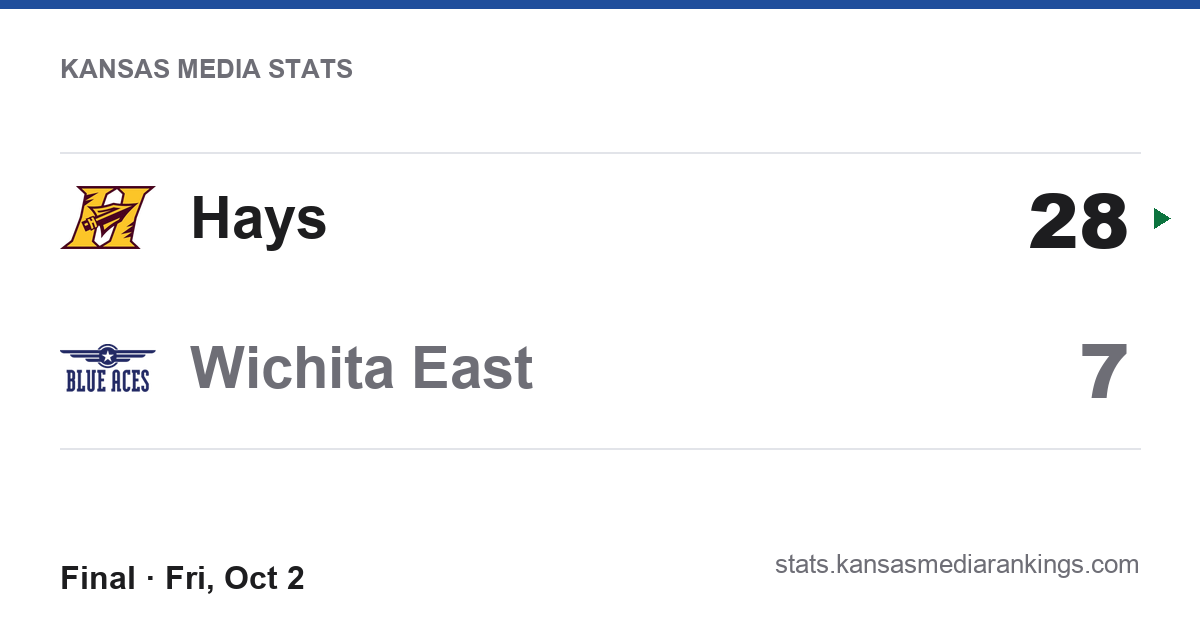 KANSAS MEDIA STATS
H
Hays
28
BLUE ACES
Wichita East
7
Final · Fri, Oct 2
stats.kansasmediarankings.com